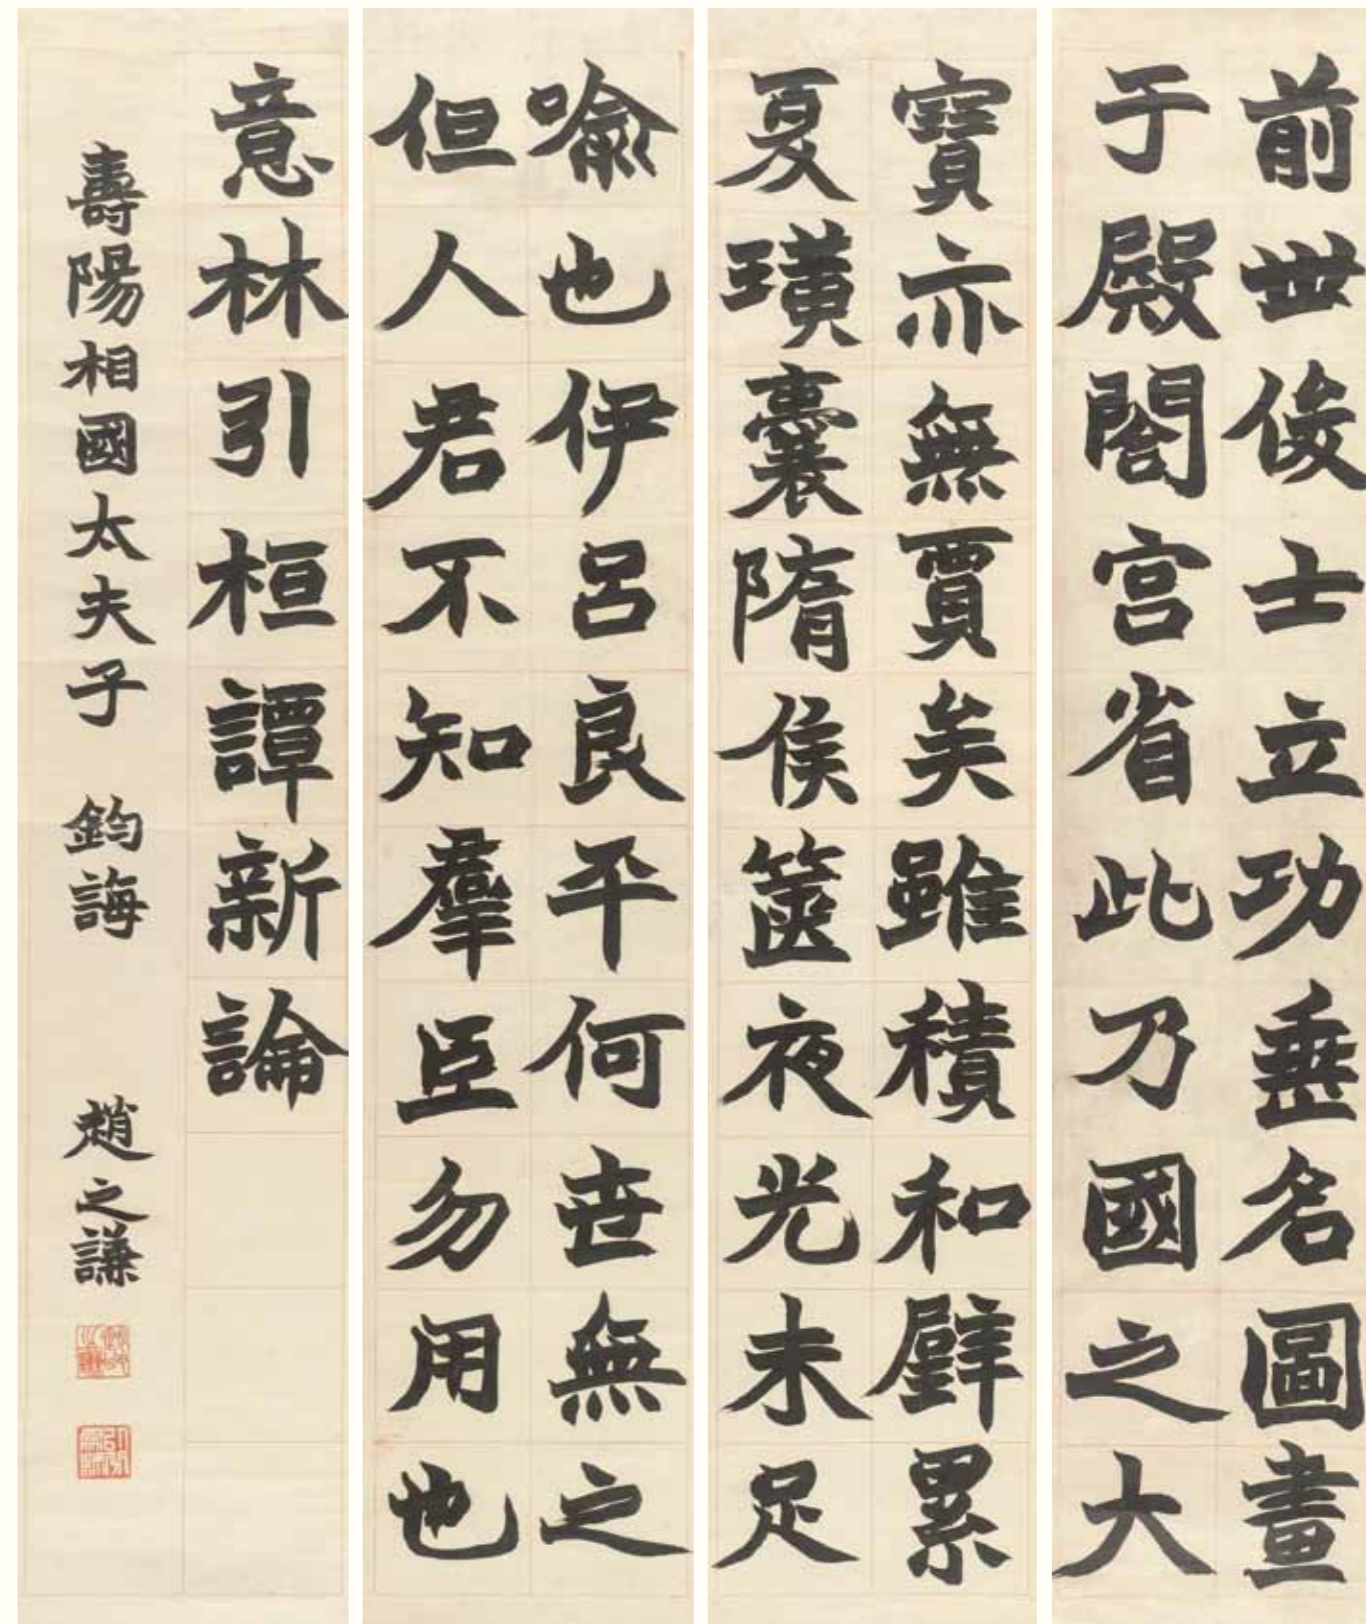 前世俊士立功垂名圖畫
于殿閣宮省此乃國之大
寶亦無賈矣雖積和璧累
夏璜囊隋侯篋夜光未足
喻也伊呂良平何世無之
但人君不知羣臣勿用也
意林引桓譚新論
壽陽相國太夫子 鈞誨 趙之謙